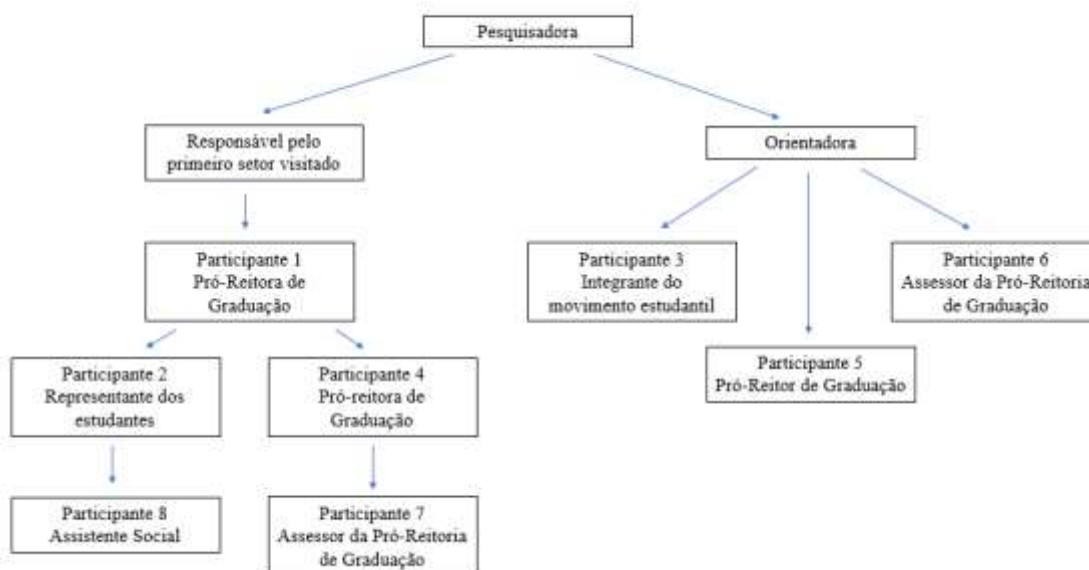 Pesquisadora
Responsável pelo
primeiro setor visitado
Orientadora
Participante 1
Pró-Reitora de
Graduação
Participante 3
Integrante do
movimento estudantil
Participante 6
Assessor da Pró-Reitoria
de Graduação
Participante 2
Representante dos
estudantes
Participante 4
Pró-reitora de
Graduação
Participante 5
Pró-Reitor de Graduação
Participante 8
Assistente Social
Participante 7
Assessor da Pró-Reitoria
de Graduação